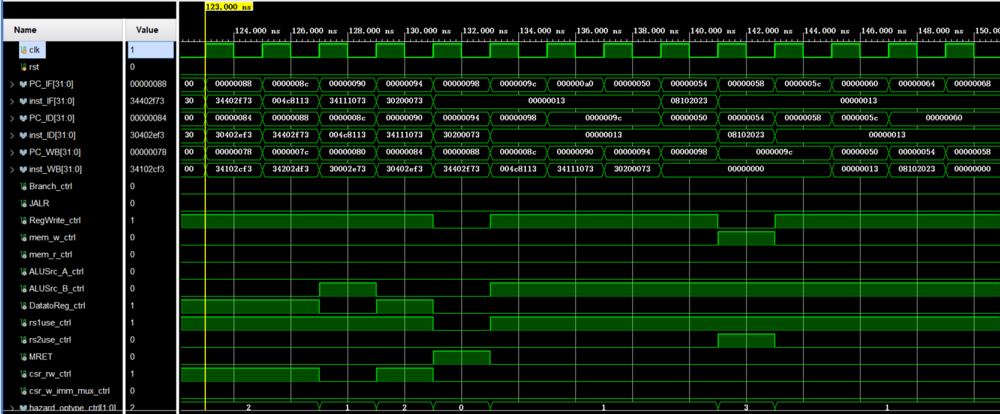 123.000 ns
Name Value
124.000 ns 126.000 ns 128.000 ns 130.000 ns 132.000 ns 134.000 ns 136.000 ns 138.000 ns 140.000 ns 142.000 ns 144.000 ns 146.000 ns 148.000 ns 150.00
clk 1
rst 0
PC_IF[31:0] 00000088 00 00000088 0000008c 00000090 00000094 00000098 0000009c 000000a0 00000050 00000054 00000058 0000005c 00000060 00000064 00000068
inst_IF[31:0] 34402f73 30 34402f73 004c8113 34111073 30200073 00000013 08102023 00000013
PC_ID[31:0] 00000084 00 00000084 00000088 0000008c 00000090 00000094 00000098 0000009c 00000050 00000054 00000058 0000005c 00000060
inst_ID[31:0] 30402ef3 30 30402ef3 34402f73 004c8113 34111073 30200073 00000013 08102023 00000013
PC_WB[31:0] 00000078 00 00000078 0000007c 00000080 00000084 00000088 0000008c 00000090 00000094 00000098 0000009c 00000050 00000054 00000058
inst_WB[31:0] 34102cf3 00 34102cf3 34202df3 30002e73 30402ef3 34402f73 004c8113 34111073 30200073 00000000 00000013 08102023 00000000
Branch_ctrl 0
JALR 0
RegWrite_ctrl 1
mem_w_ctrl 0
mem_r_ctrl 0
ALUSrc_A_ctrl 0
ALUSrc_B_ctrl 0
DatatoReg_ctrl 1
rs1use_ctrl 1
rs2use_ctrl 0
MRET 0
csr_rw_ctrl 1
csr_w_imm_mux_ctrl 0
hazard_optype_ctrl[1:0] 2 2 1 2 0 1 3 1